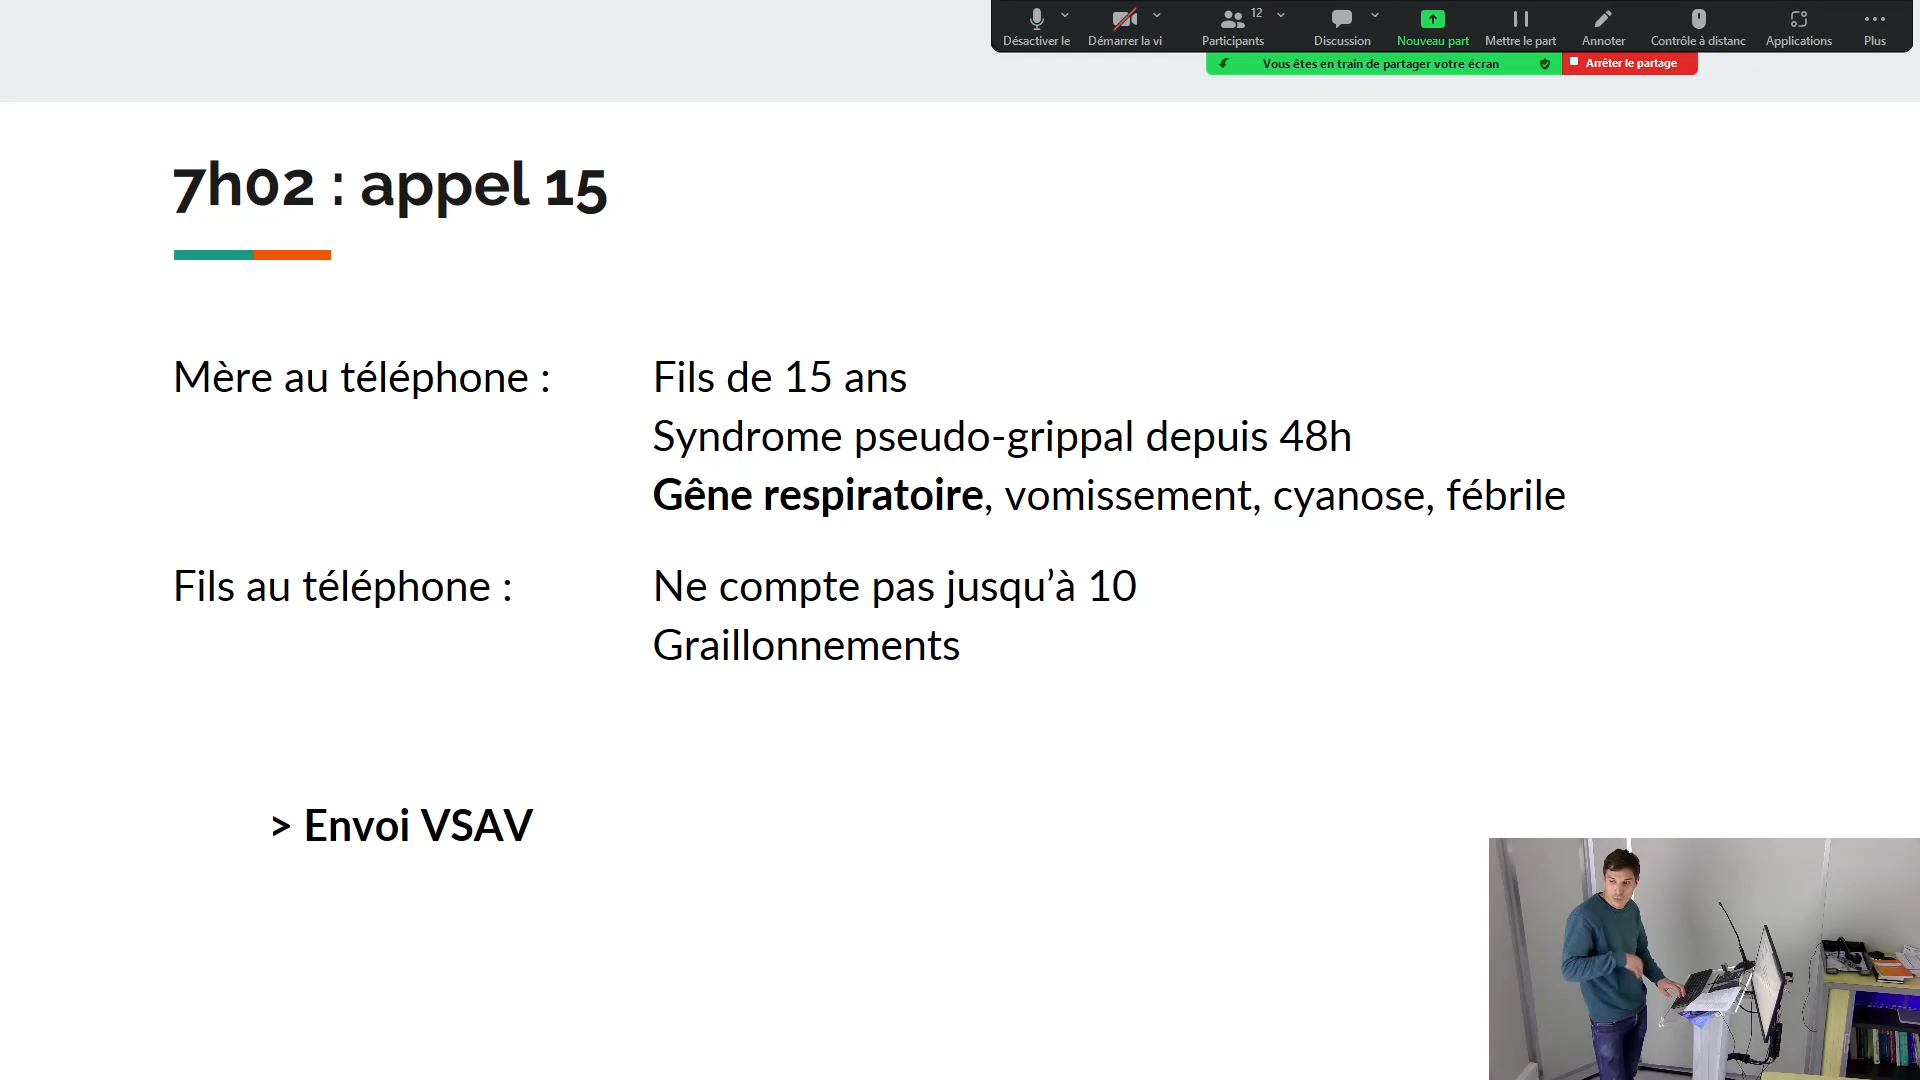 Désactiver le
Démarrer la vi
12
Participants
Discussion
Nouveau part
Mettre le part
Annoter
Contrôle à distanc
Applications
Plus
Vous êtes en train de partager votre écran
Arrêter le partage
7h02 : appel 15
Mère au téléphone : Fils de 15 ans
Syndrome pseudo-grippal depuis 48h
Gêne respiratoire, vomissement, cyanose, fébrile
Fils au téléphone : Ne compte pas jusqu’à 10
Graillonnements
> Envoi VSAV